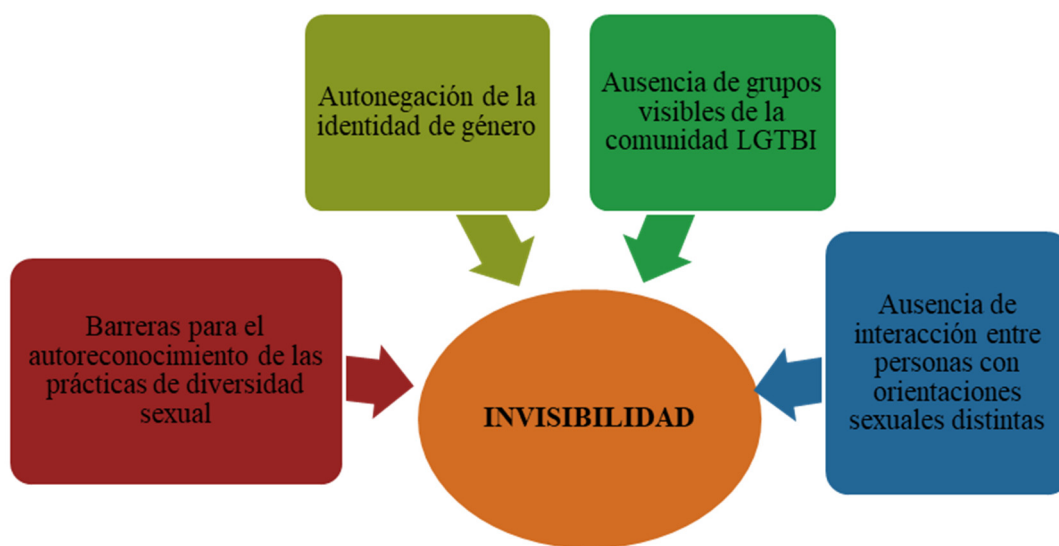 Autonegación de la
identidad de género
Ausencia de grupos
visibles de la
comunidad LGTBI
Barreras para el
autoreconocimiento de las
prácticas de diversidad
sexual
Ausencia de
interacción entre
personas con
orientaciones
sexuales distintas
INVISIBILIDAD